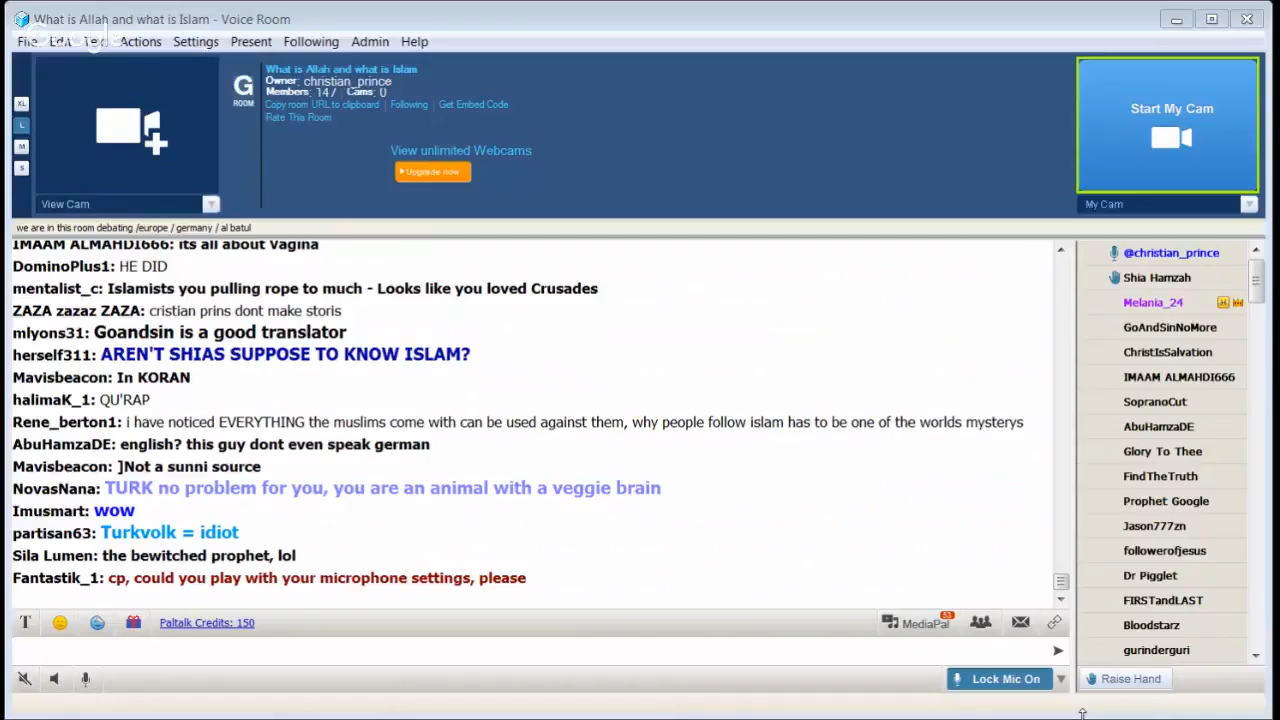 What is Allah and what is Islam - Voice Room
File Edit Text Actions Settings Present Following Admin Help
Google
What is Allah and what is Islam
Owner: christian_prince
Members: 147 Cams: 0
Copy room URL to clipboard Following Get Embed Code
Rate This Room
G
ROOM
View unlimited Webcams
Upgrade now
XL
L
M
S
View Cam
Start My Cam
My Cam
we are in this room debating /europe / germany / al batul
IMAAM ALMAHDI666: its all about Vagina
DominoPlus1: HE DID
mentalist_c: Islamists you pulling rope to much - Looks like you loved Crusades
ZAZA zazaz ZAZA: cristian prins dont make storis
mlyons31: Goandsin is a good translator
herself311: AREN'T SHIAS SUPPOSE TO KNOW ISLAM?
Mavisbeacon: In KORAN
halimaK_1: QU'RAP
Rene_berton1: i have noticed EVERYTHING the muslims come with can be used against them, why people follow islam has to be one of the worlds mysterys
AbuHamzaDE: english? this guy dont even speak german
Mavisbeacon: ]Not a sunni source
NovasNana: TURK no problem for you, you are an animal with a veggie brain
Imusmart: wow
partisan63: Turkvolk = idiot
Sila Lumen: the bewitched prophet, lol
Fantastik_1: cp, could you play with your microphone settings, please
@christian_prince
Shia Hamzah
Melania_24
GoAndSinNoMore
ChristIsSalvation
IMAAM ALMAHDI666
SopranoCut
AbuHamzaDE
Glory To Thee
FindTheTruth
Prophet Google
Jason777zn
followerofjesus
Dr Pigglet
FIRSTandLAST
Bloodstarz
gurinderguri
T
Paltalk Credits: 150
MediaPal
53
Lock Mic On
Raise Hand